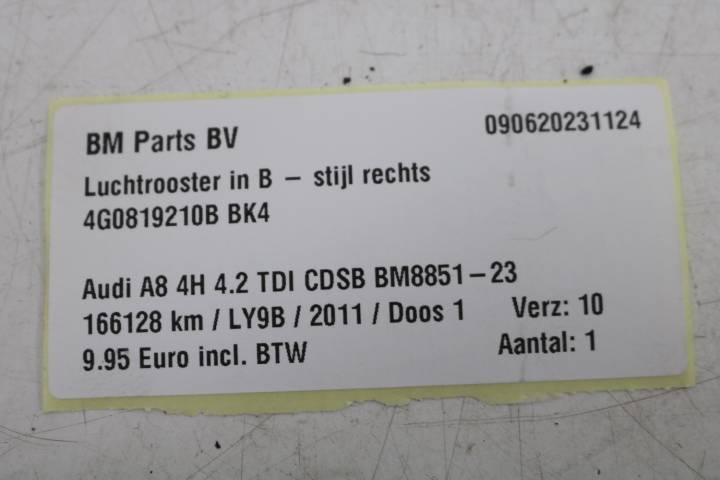 BM Parts BV 090620231124
Luchtrooster in B – stijl rechts
4G0819210B BK4
Audi A8 4H 4.2 TDI CDSB BM8851–23
166128 km / LY9B / 2011 / Doos 1 Verz: 10
9.95 Euro incl. BTW Aantal: 1